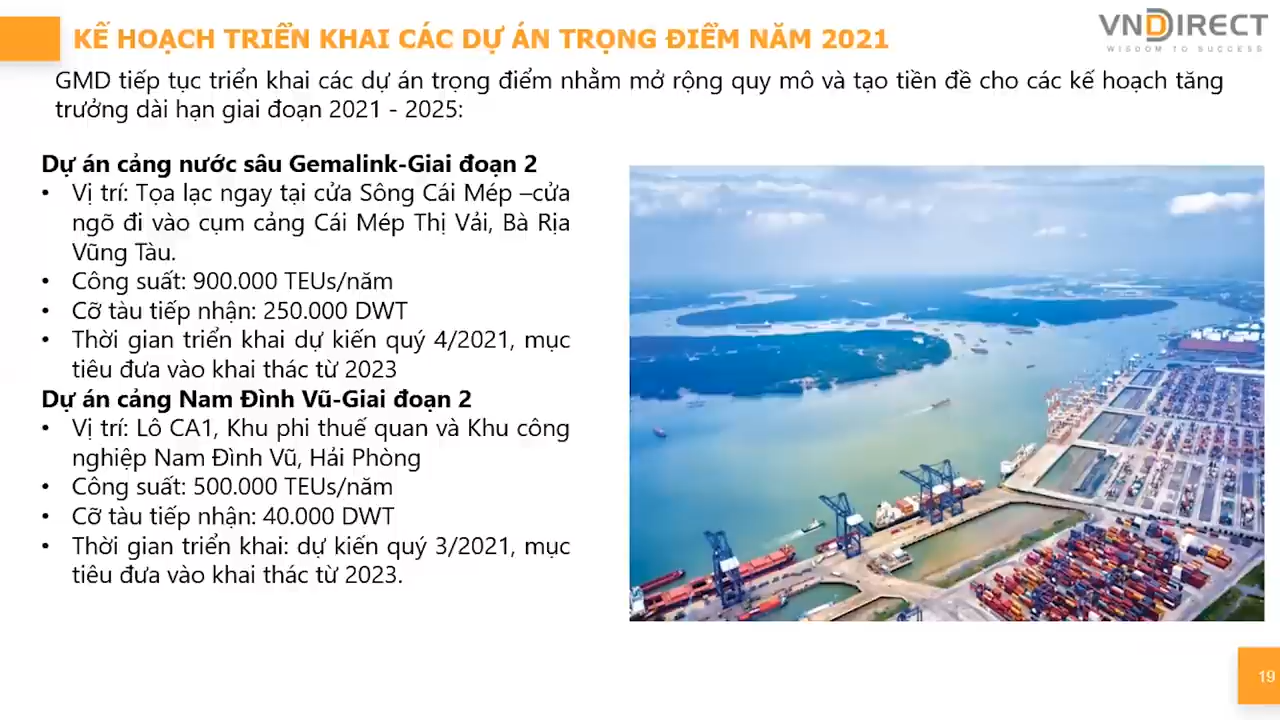 KẾ HOẠCH TRIỂN KHAI CÁC DỰ ÁN TRỌNG ĐIỂM NĂM 2021
VNDIRECT
WISDOM TO SUCCESS
GMD tiếp tục triển khai các dự án trọng điểm nhằm mở rộng quy mô và tạo tiền đề cho các kế hoạch tăng
trưởng dài hạn giai đoạn 2021 - 2025:
Dự án cảng nước sâu Gemalink-Giai đoạn 2
• Vị trí: Tọa lạc ngay tại cửa Sông Cái Mép –cửa
ngõ đi vào cụm cảng Cái Mép Thị Vải, Bà Rịa
Vũng Tàu.
• Công suất: 900.000 TEUs/năm
• Cỡ tàu tiếp nhận: 250.000 DWT
• Thời gian triển khai dự kiến quý 4/2021, mục
tiêu đưa vào khai thác từ 2023
Dự án cảng Nam Đình Vũ-Giai đoạn 2
• Vị trí: Lô CA1, Khu phi thuế quan và Khu công
nghiệp Nam Đình Vũ, Hải Phòng
• Công suất: 500.000 TEUs/năm
• Cỡ tàu tiếp nhận: 40.000 DWT
• Thời gian triển khai: dự kiến quý 3/2021, mục
tiêu đưa vào khai thác từ 2023.
19